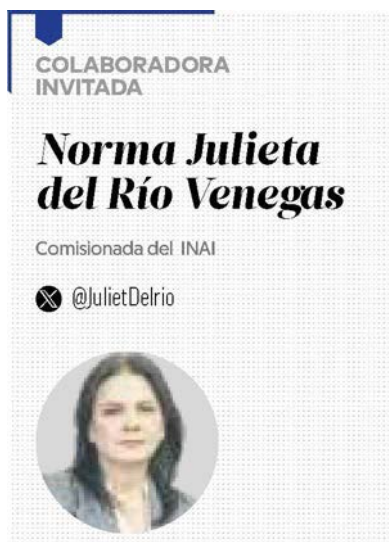 COLABORADORA
INVITADA
Norma Julieta
del Río Venegas
Comisionada del INAI
@JulietDelrio